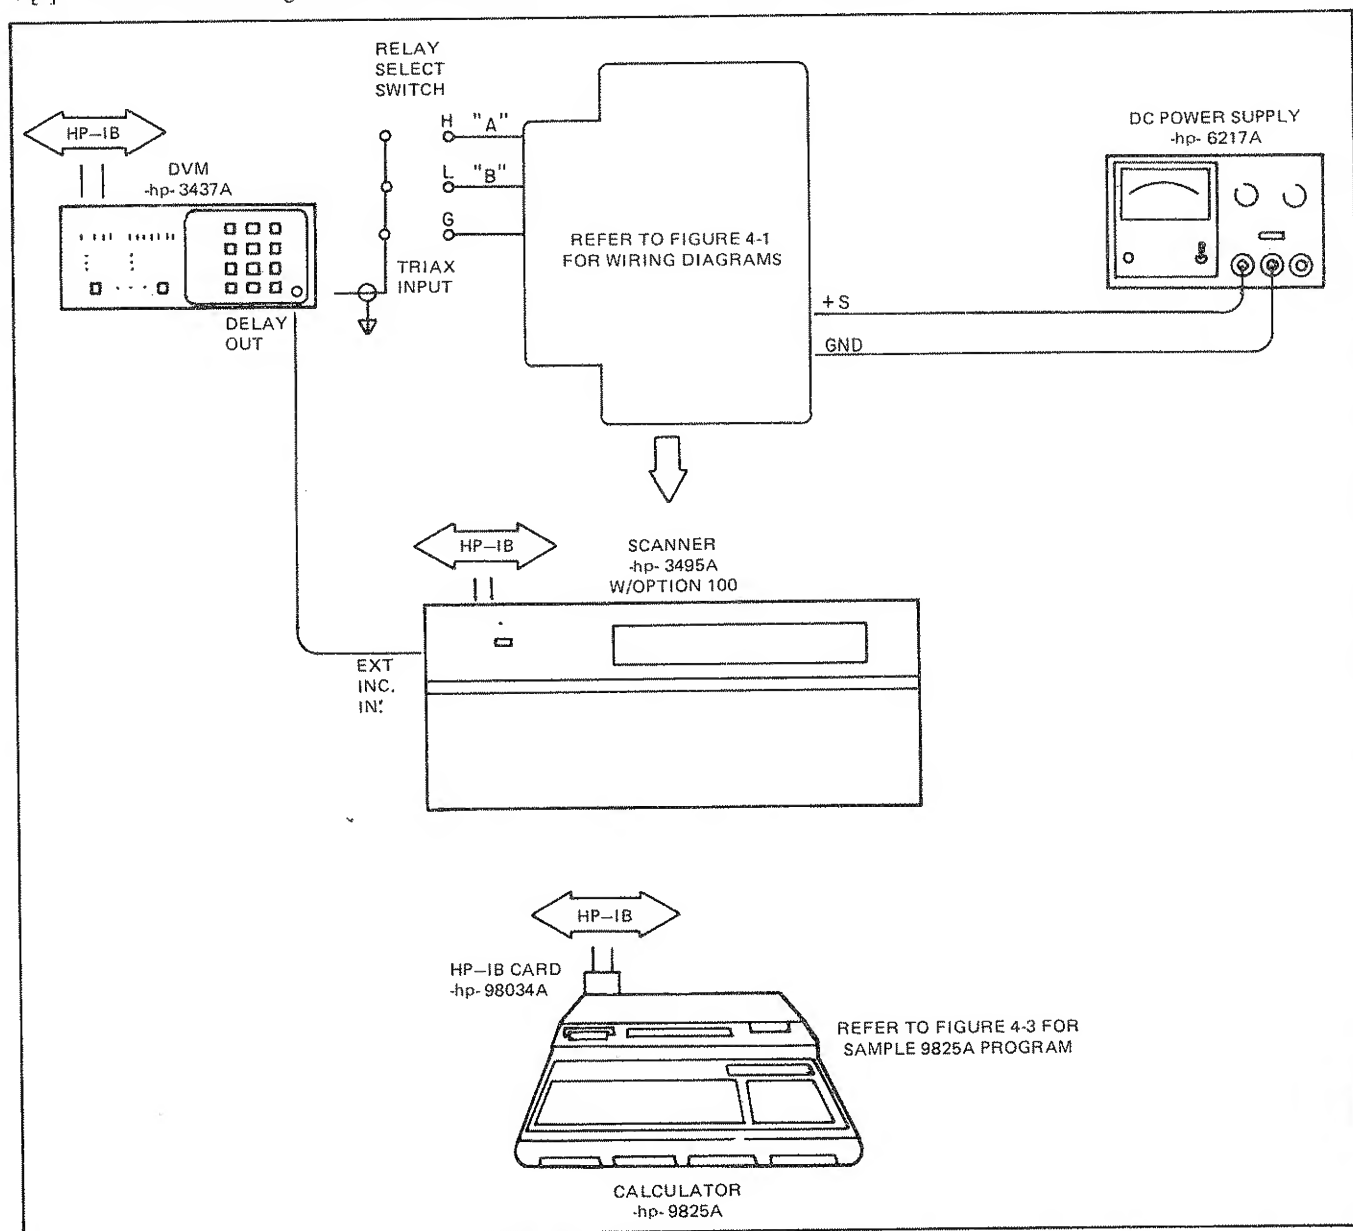 RELAY
SELECT
SWITCH
HP–IB
DVM
-hp- 3437A
H "A"
L "B"
G
TRIAX
INPUT
DELAY
OUT
REFER TO FIGURE 4-1
FOR WIRING DIAGRAMS
DC POWER SUPPLY
-hp- 6217A
+S
GND
HP–IB
SCANNER
-hp- 3495A
W/OPTION 100
EXT
INC.
IN.
HP–IB
HP–IB CARD
-hp- 98034A
REFER TO FIGURE 4-3 FOR
SAMPLE 9825A PROGRAM
CALCULATOR
-hp- 9825A